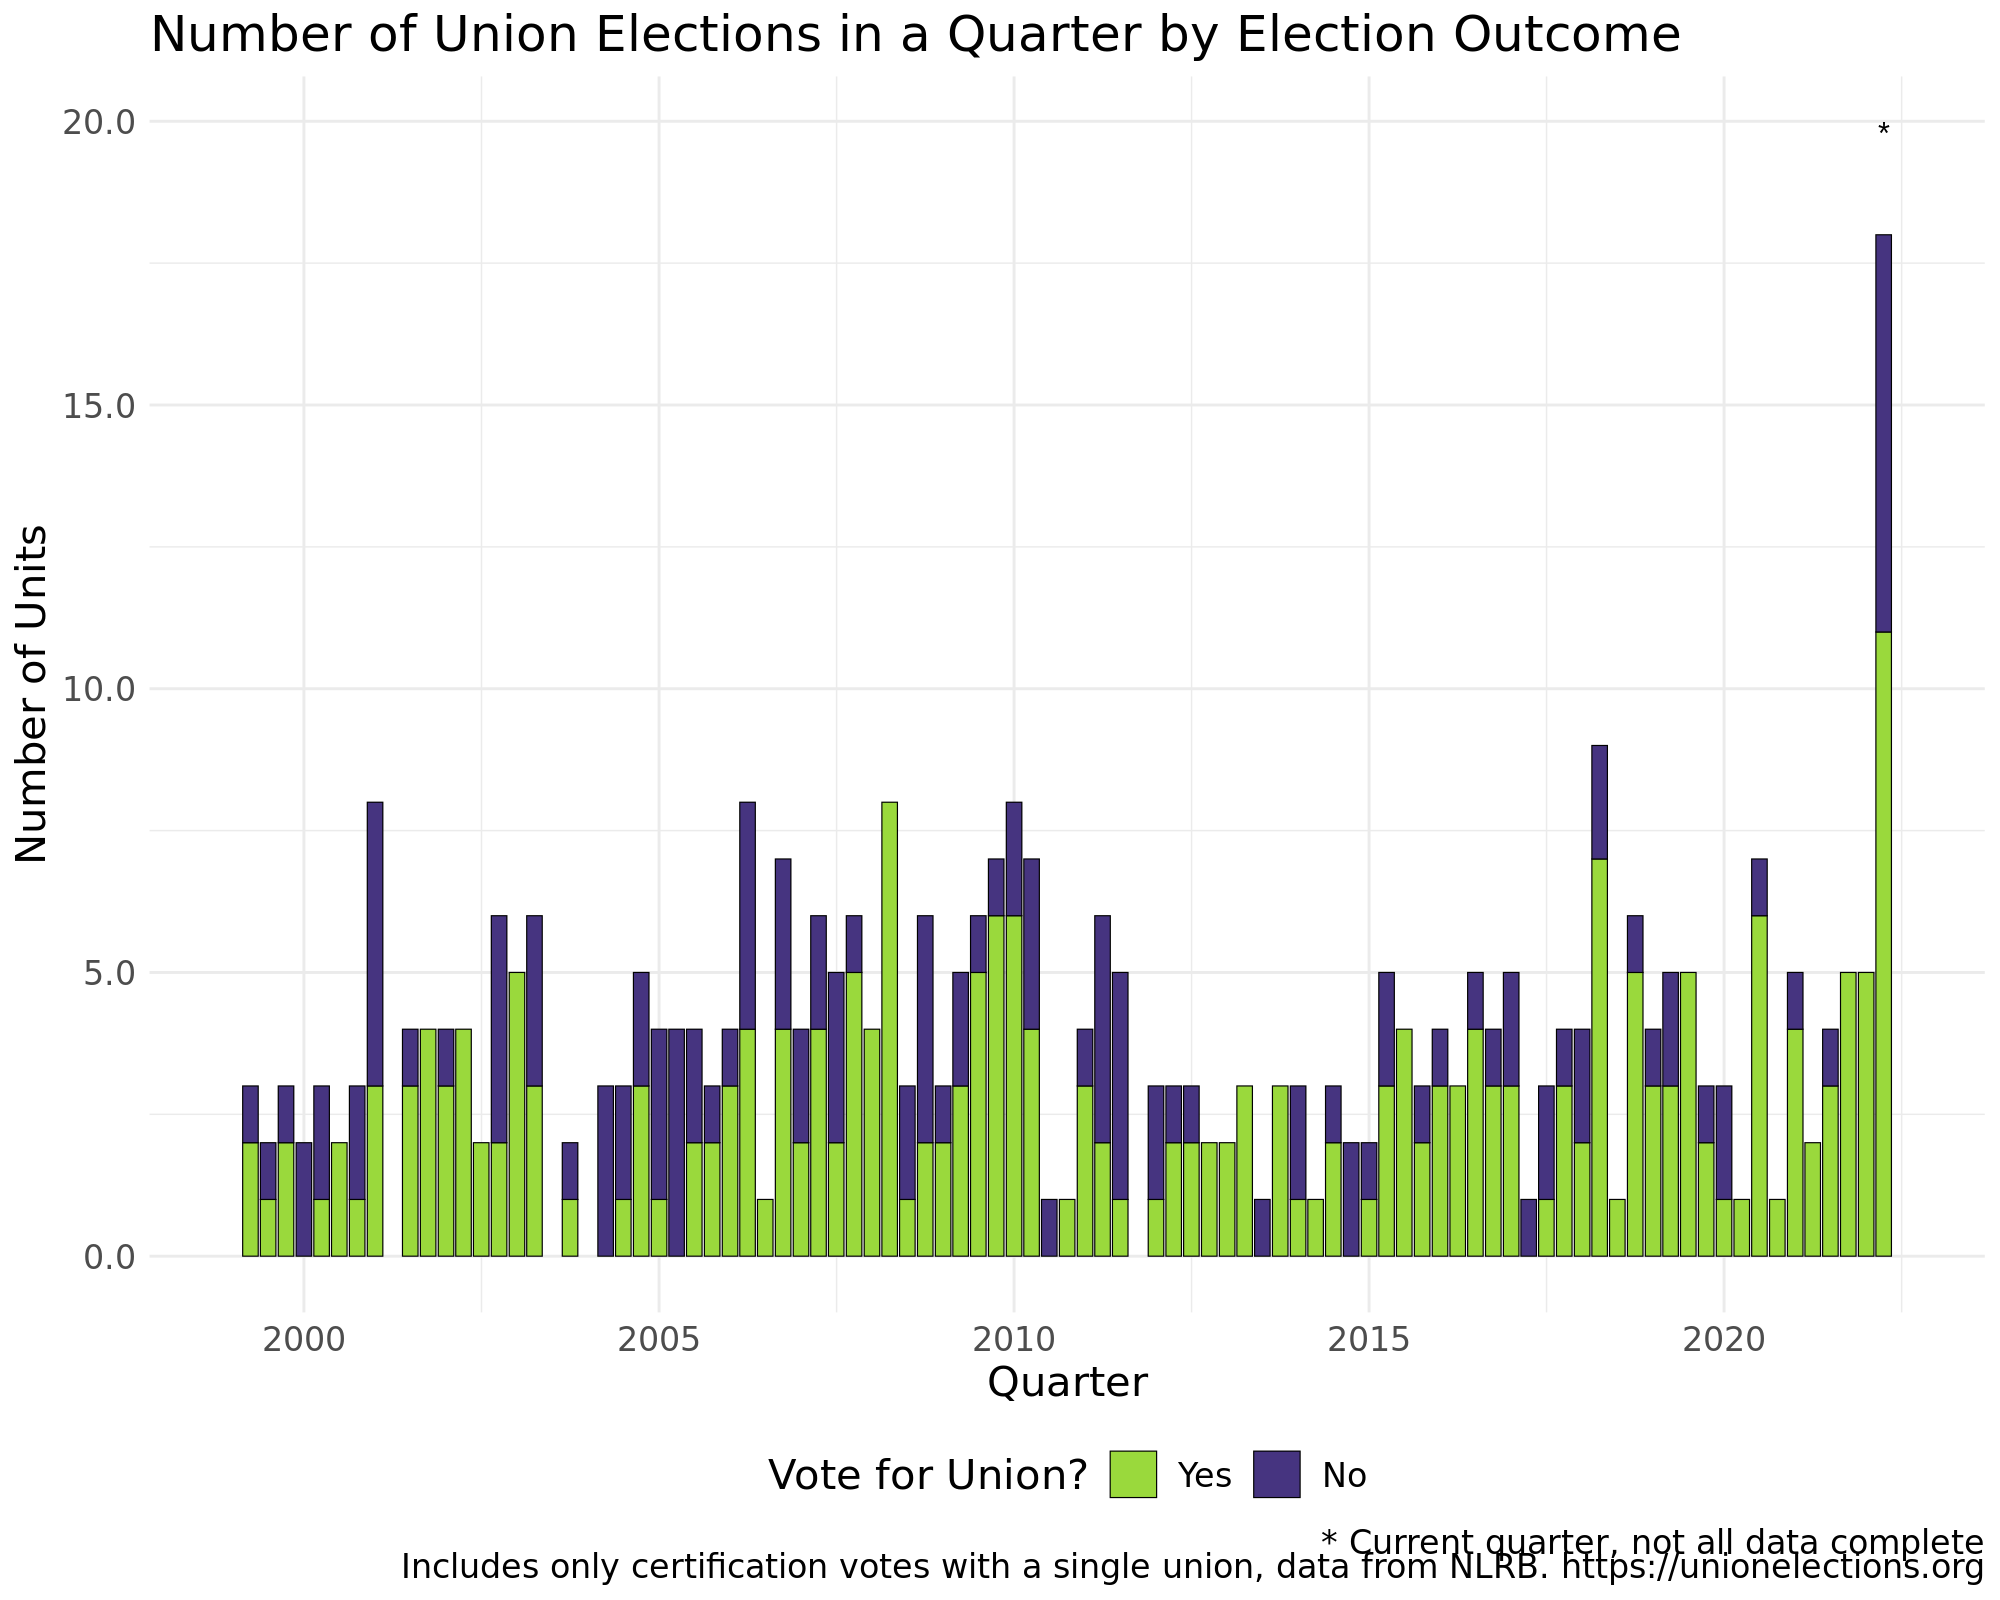 Number of Union Elections in a Quarter by Election Outcome
20.0
*
15.0
10.0
5.0
0.0
Number of Units
2000 2005 2010 2015 2020
Quarter
Vote for Union? Yes No
* Current quarter, not all data complete
Includes only certification votes with a single union, data from NLRB. https://unionelections.org